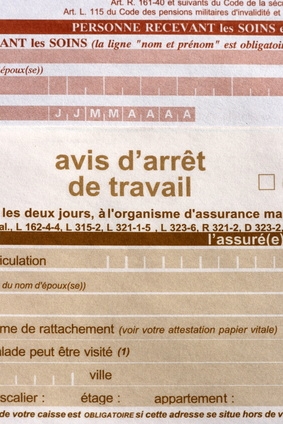 Art. R. 161-40 et suivants du Code de la sécu
Art. L. 115 du Code des pensions militaires d'invalidité e
PERSONNE RECEVANT les SOINS
ANT les SOINS (la ligne "nom et prénom" est obligatoi
époux(se))
J J M M A A A A
avis d'arrêt
de travail
les deux jours, à l'organisme d'assurance ma
al., L 162-4-4, L 315-2, L 321-1-5 , L 323-6, R 321-2, D 323-2
l'assuré(e)
iculation
du nom d'époux(se))
me de rattachement (voir votre attestation papier vitale)
alade peut être visité (1)
ville
scalier : étage : appartement :
de votre caisse est OBLIGATOIRE si cette adresse se situe hors de v